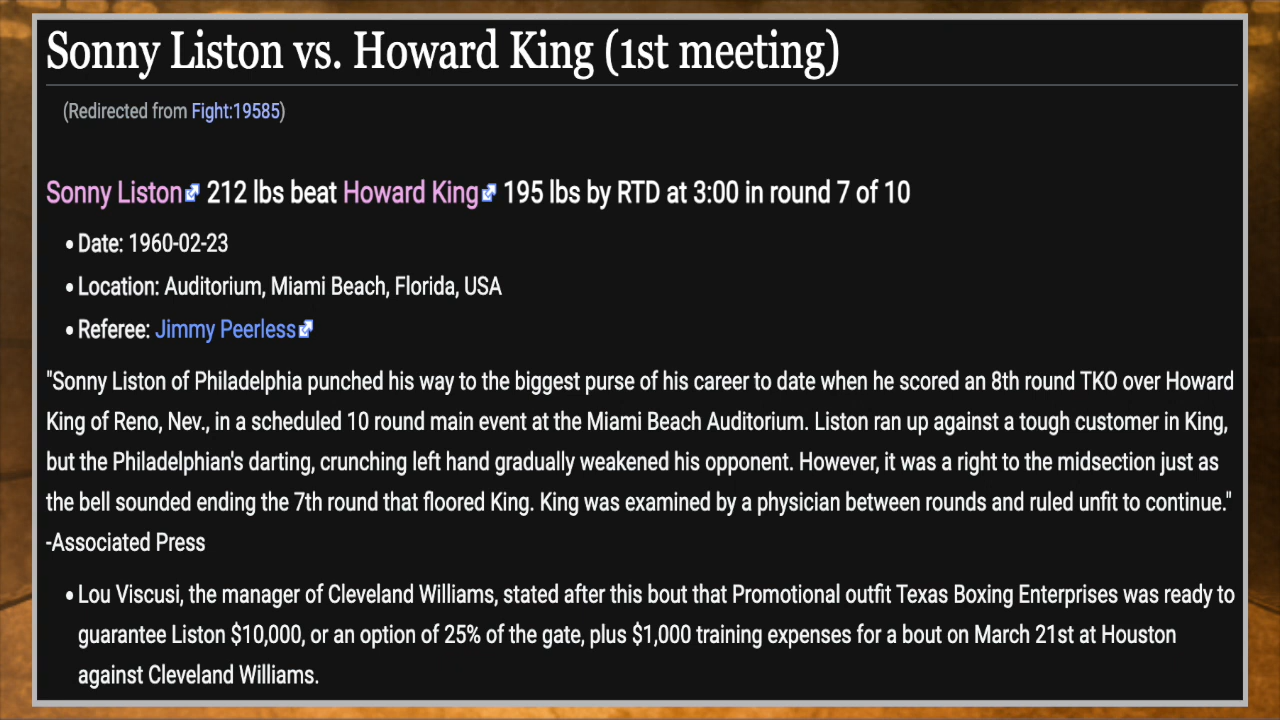 Sonny Liston vs. Howard King (1st meeting)
(Redirected from Fight:19585)
Sonny Liston 212 lbs beat Howard King 195 lbs by RTD at 3:00 in round 7 of 10
• Date: 1960-02-23
• Location: Auditorium, Miami Beach, Florida, USA
• Referee: Jimmy Peerless
"Sonny Liston of Philadelphia punched his way to the biggest purse of his career to date when he scored an 8th round TKO over Howard
King of Reno, Nev., in a scheduled 10 round main event at the Miami Beach Auditorium. Liston ran up against a tough customer in King,
but the Philadelphian's darting, crunching left hand gradually weakened his opponent. However, it was a right to the midsection just as
the bell sounded ending the 7th round that floored King. King was examined by a physician between rounds and ruled unfit to continue."
-Associated Press
• Lou Viscusi, the manager of Cleveland Williams, stated after this bout that Promotional outfit Texas Boxing Enterprises was ready to
guarantee Liston $10,000, or an option of 25% of the gate, plus $1,000 training expenses for a bout on March 21st at Houston
against Cleveland Williams.